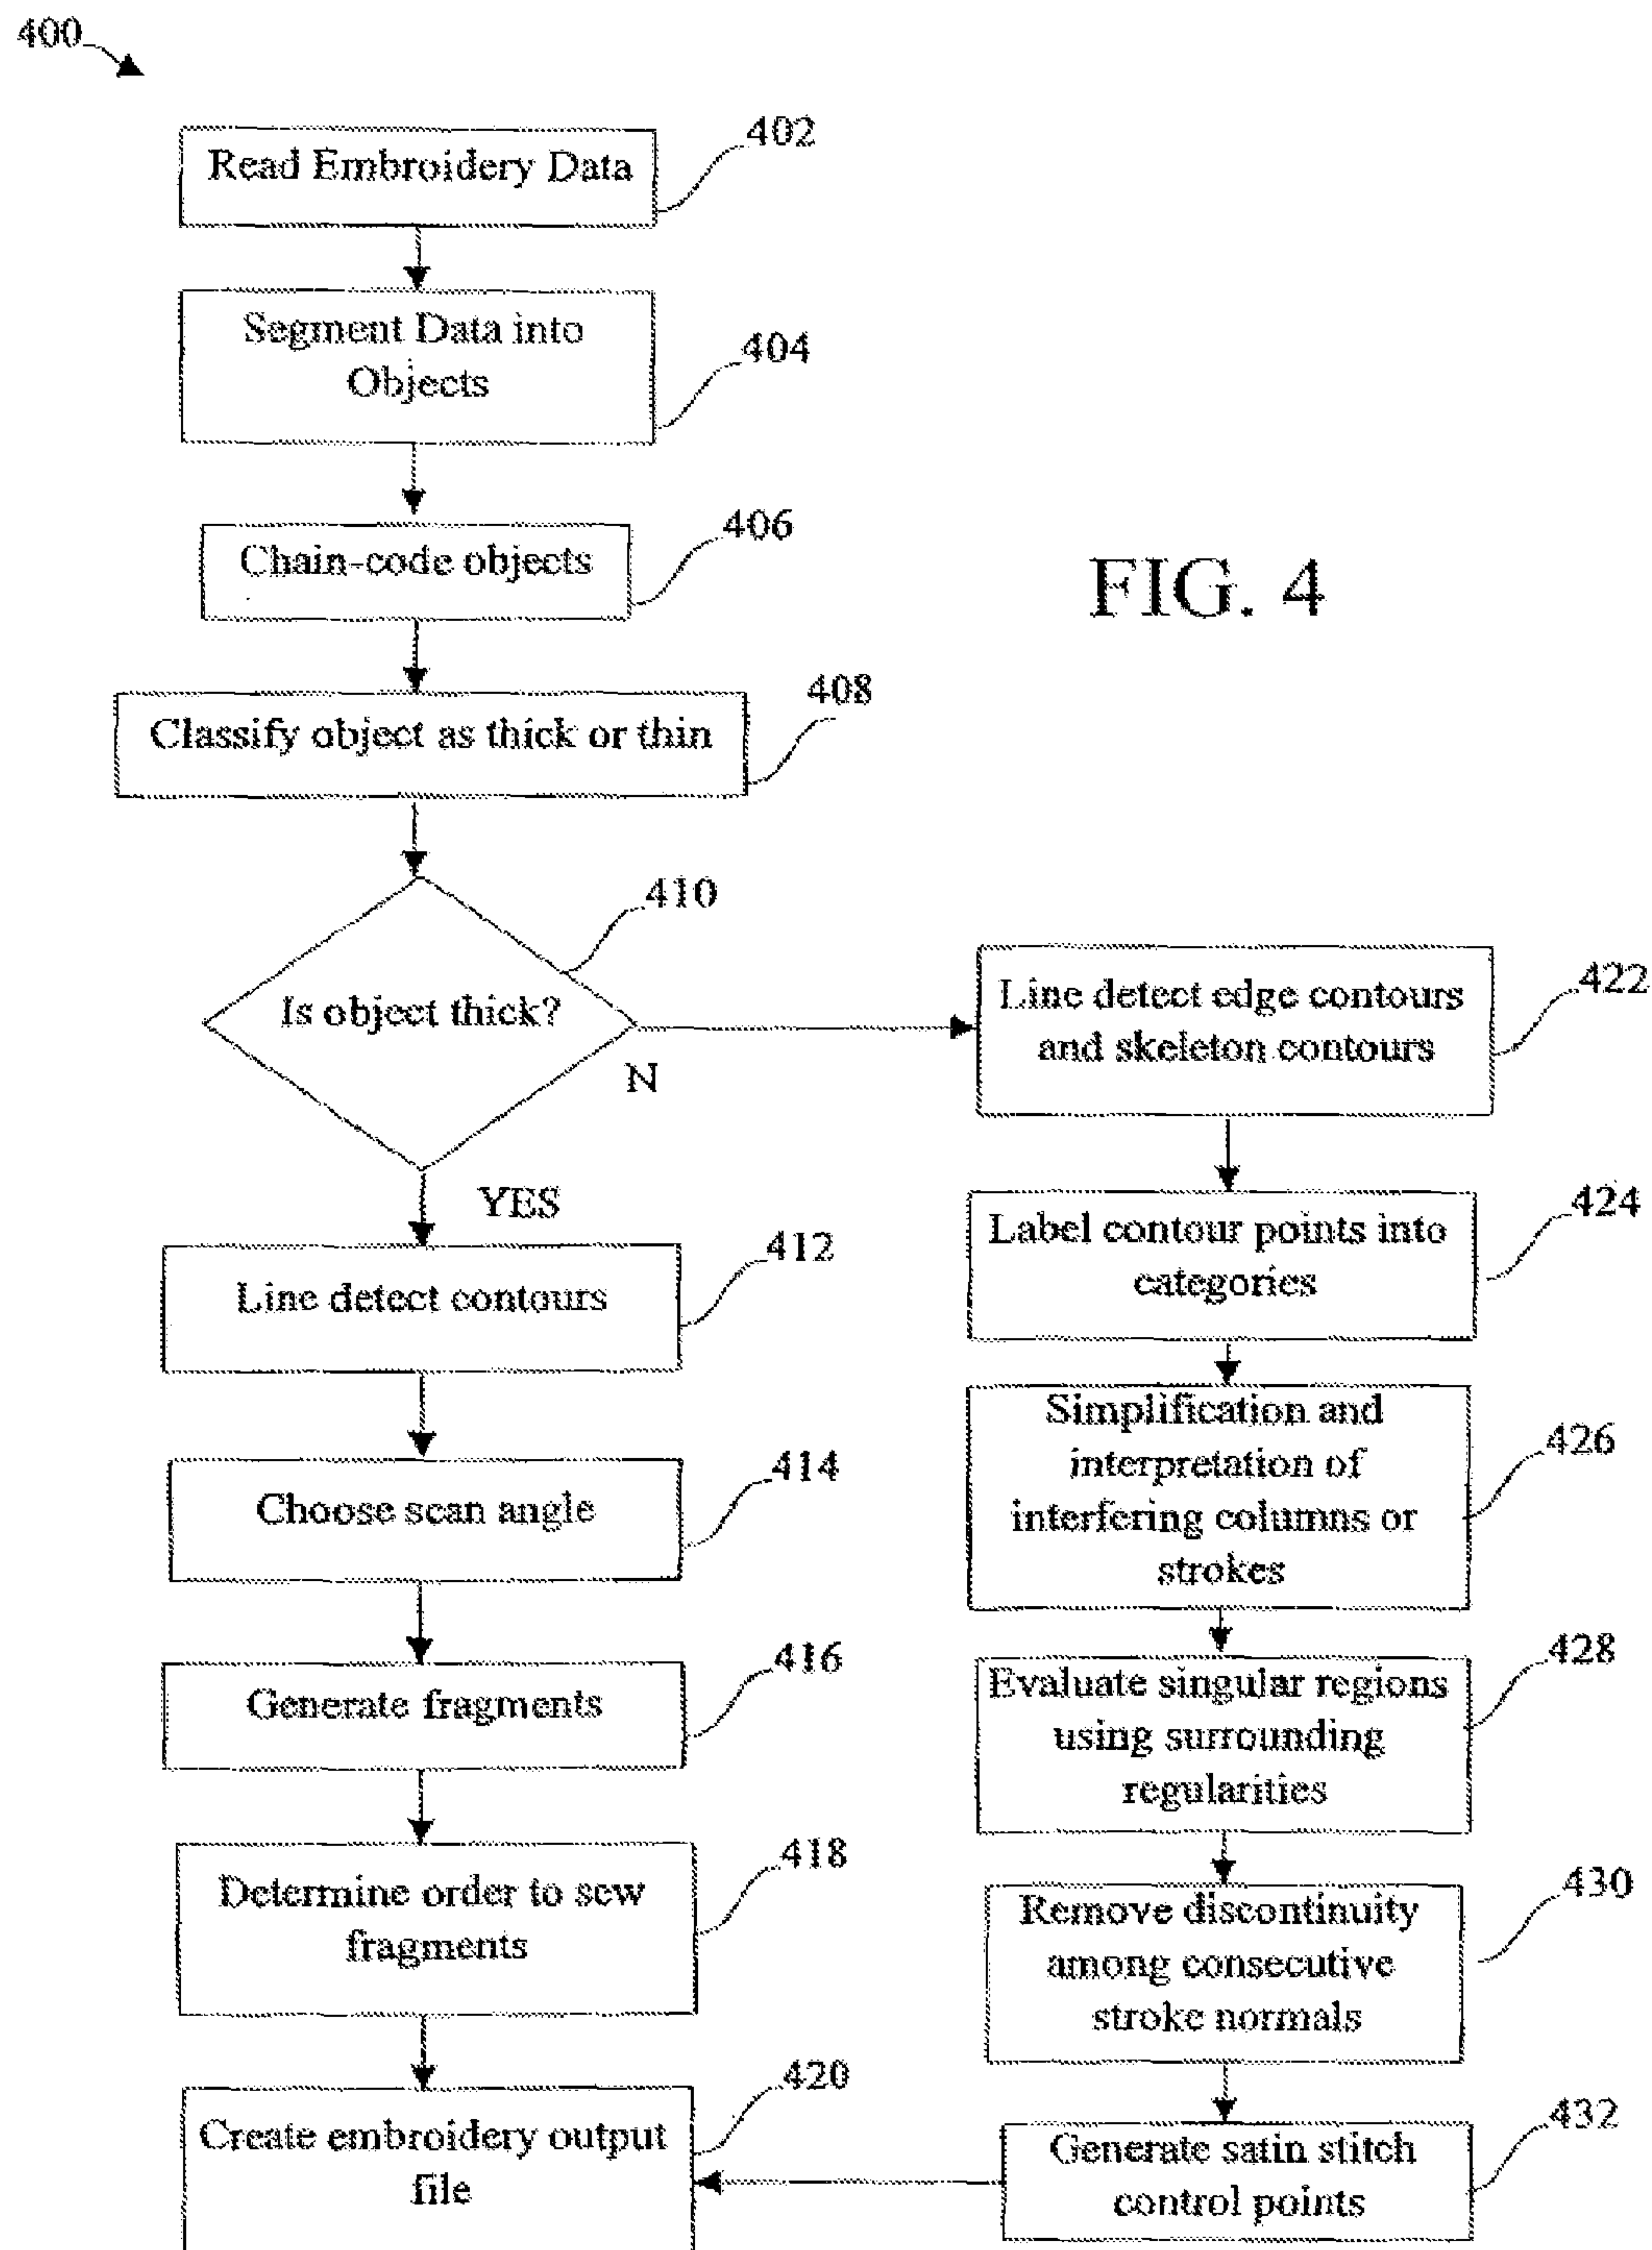 400
Read Embroidery Data
402
Segment Data into
Objects
404
Chain-code objects
406
FIG. 4
Classify object as thick or thin
408
Is object thick?
410
N
YES
Line detect contours
412
Choose scan angle
414
Generate fragments
416
Determine order to sew
fragments
418
Create embroidery output
file
420
Line detect edge contours
and skeleton contours
422
Label contour points into
categories
424
Simplification and
interpretation of
interfering columns or
strokes
426
Evaluate singular regions
using surrounding
regularities
428
Remove discontinuity
among consecutive
stroke normals
430
Generate satin stitch
control points
432